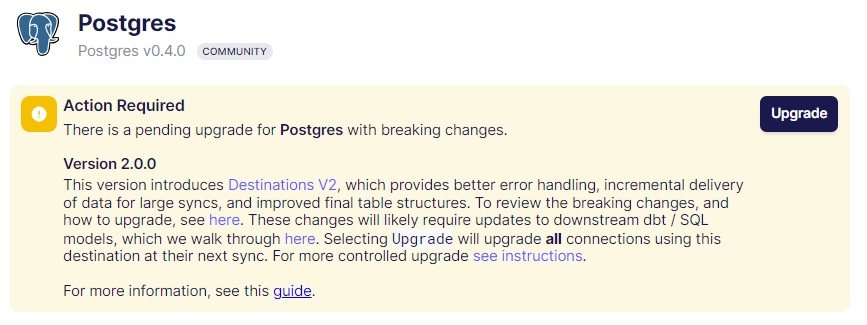 Postgres
Postgres v0.4.0 COMMUNITY
Action Required
Upgrade
There is a pending upgrade for Postgres with breaking changes.
Version 2.0.0
This version introduces Destinations V2, which provides better error handling, incremental delivery
of data for large syncs, and improved final table structures. To review the breaking changes, and
how to upgrade, see here. These changes will likely require updates to downstream dbt / SQL
models, which we walk through here. Selecting Upgrade will upgrade all connections using this
destination at their next sync. For more controlled upgrade see instructions.
For more information, see this guide.